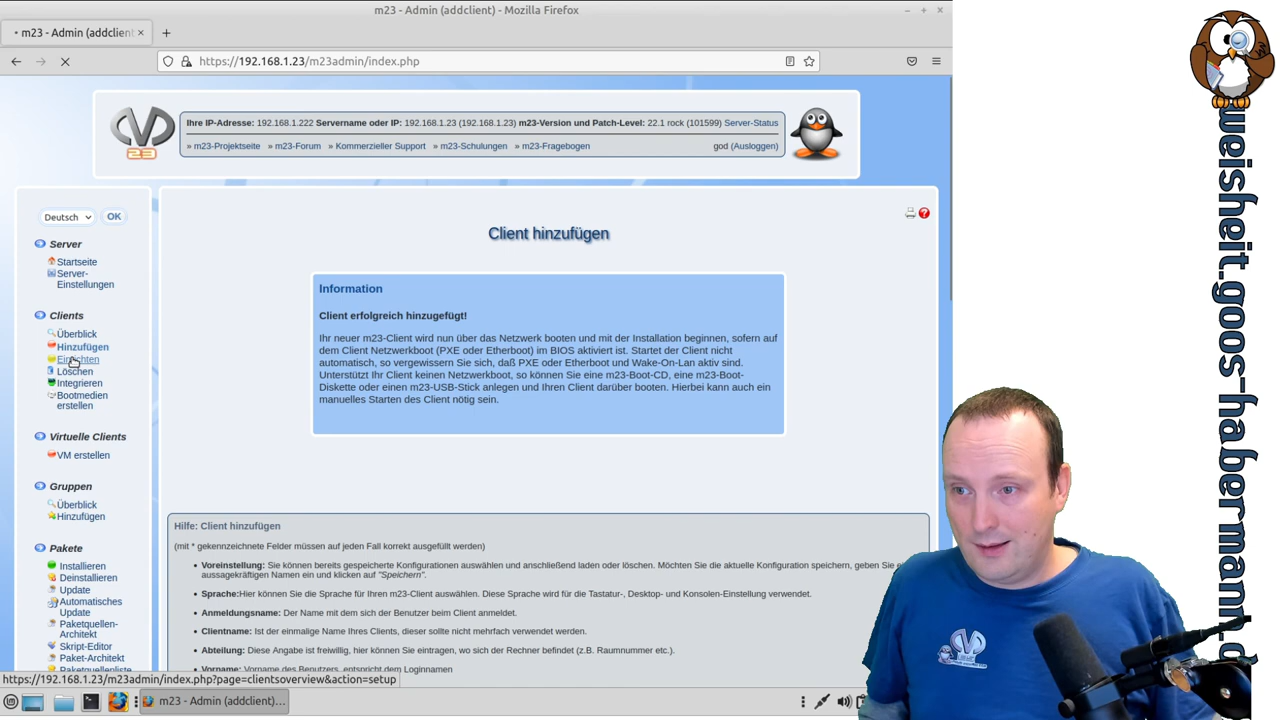 m23 - Admin (addclient) - Mozilla Firefox
m23 - Admin (addclient
https://192.168.1.23/m23admin/index.php
Ihre IP-Adresse: 192.168.1.222 Servername oder IP: 192.168.1.23 (192.168.1.23) m23-Version und Patch-Level: 22.1 rock (101599) Server-Status
» m23-Projektseite » m23-Forum » Kommerzieller Support » m23-Schulungen » m23-Fragebogen god (Ausloggen)
23
Deutsch OK
Server
Startseite
Server-
Einstellungen
Clients
Überblick
Hinzufügen
Einrichten
Löschen
Integrieren
Bootmedien
erstellen
Virtuelle Clients
VM erstellen
Gruppen
Überblick
Hinzufügen
Pakete
Installieren
Deinstallieren
Update
Automatisches
Update
Paketquellen-
Architekt
Skript-Editor
Paket-Architekt
Paketquellenliste
Client hinzufügen
Information
Client erfolgreich hinzugefügt!
Ihr neuer m23-Client wird nun über das Netzwerk booten und mit der Installation beginnen, sofern auf
dem Client Netzwerkboot (PXE oder Etherboot) im BIOS aktiviert ist. Startet der Client nicht
automatisch, so vergewissern Sie sich, daß PXE oder Etherboot und Wake-On-Lan aktiv sind.
Unterstützt Ihr Client keinen Netzwerkboot, so können Sie eine m23-Boot-CD, eine m23-Boot-
Diskette oder einen m23-USB-Stick anlegen und Ihren Client darüber booten. Hierbei kann auch ein
manuelles Starten des Client nötig sein.
Hilfe: Client hinzufügen
(mit * gekennzeichnete Felder müssen auf jeden Fall korrekt ausgefüllt werden)
Voreinstellung: Sie können bereits gespeicherte Konfigurationen auswählen und anschließend laden oder löschen. Möchten Sie die aktuelle Konfiguration speichern, geben Sie
aussagekräftigen Namen ein und klicken auf "Speichern".
Sprache:Hier können Sie die Sprache für Ihren m23-Client auswählen. Diese Sprache wird für die Tastatur-, Desktop- und Konsolen-Einstellung verwendet.
Anmeldungsname: Der Name mit dem sich der Benutzer beim Client anmeldet.
Clientname: Ist der einmalige Name Ihres Clients, dieser sollte nicht mehrfach verwendet werden.
Abteilung: Diese Angabe ist freiwillig, hier können Sie eintragen, wo sich der Rechner befindet (z.B. Raumnummer etc.).
Vorname: Vorname des Benutzers, entspricht dem Loginnamen
https://192.168.1.23/m23admin/index.php?page=clientsoverview&action=setup
m23 - Admin (addclient)...
weisheit.goos-habermann.d